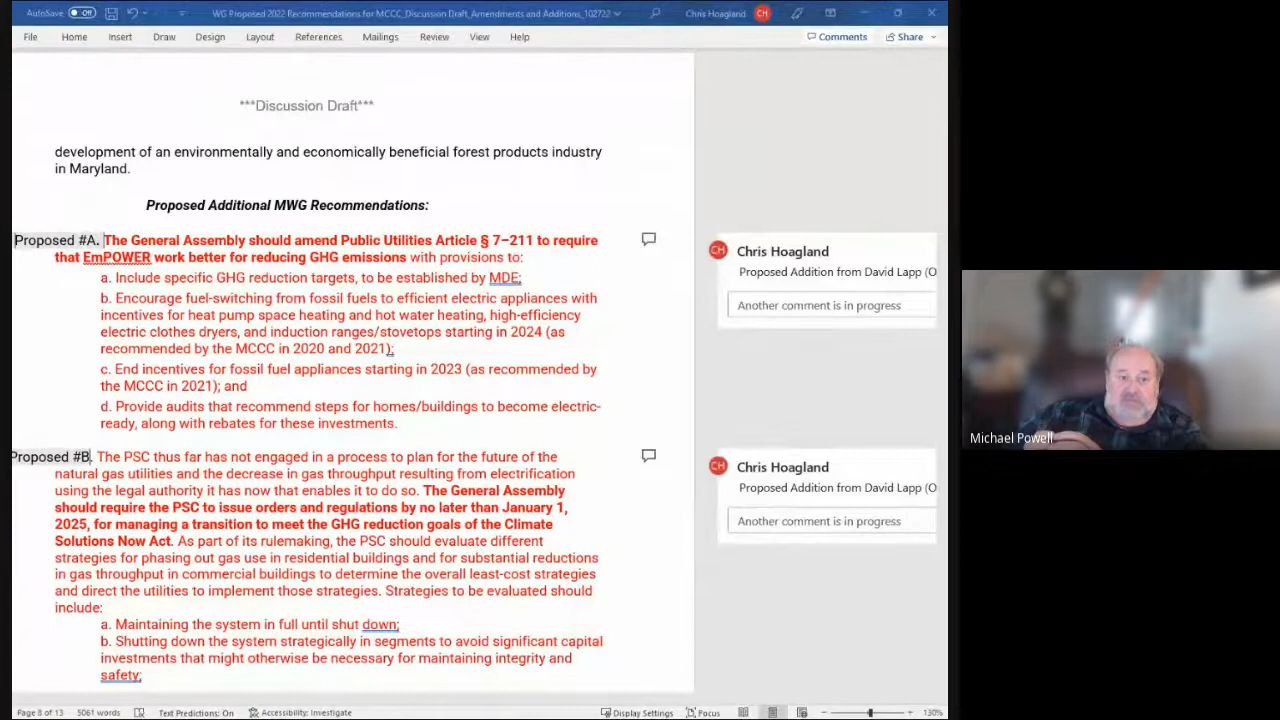 AutoSave Off WG Proposed 2022 Recommendations for MCCC_Discussion Draft_Amendments and Additions_102722 Chris Hoagland CH
File Home Insert Draw Design Layout References Mailings Review View Help Comments Share
***Discussion Draft***
development of an environmentally and economically beneficial forest products industry
in Maryland.
Proposed Additional MWG Recommendations:
Proposed #A. The General Assembly should amend Public Utilities Article § 7–211 to require
that EmPOWER work better for reducing GHG emissions with provisions to:
a. Include specific GHG reduction targets, to be established by MDE;
b. Encourage fuel-switching from fossil fuels to efficient electric appliances with
incentives for heat pump space heating and hot water heating, high-efficiency
electric clothes dryers, and induction ranges/stovetops starting in 2024 (as
recommended by the MCCC in 2020 and 2021);
c. End incentives for fossil fuel appliances starting in 2023 (as recommended by
the MCCC in 2021); and
d. Provide audits that recommend steps for homes/buildings to become electric-
ready, along with rebates for these investments.
Proposed #B. The PSC thus far has not engaged in a process to plan for the future of the
natural gas utilities and the decrease in gas throughput resulting from electrification
using the legal authority it has now that enables it to do so. The General Assembly
should require the PSC to issue orders and regulations by no later than January 1,
2025, for managing a transition to meet the GHG reduction goals of the Climate
Solutions Now Act. As part of its rulemaking, the PSC should evaluate different
strategies for phasing out gas use in residential buildings and for substantial reductions
in gas throughput in commercial buildings to determine the overall least-cost strategies
and direct the utilities to implement those strategies. Strategies to be evaluated should
include:
a. Maintaining the system in full until shut down;
b. Shutting down the system strategically in segments to avoid significant capital
investments that might otherwise be necessary for maintaining integrity and
safety;
CH Chris Hoagland
Proposed Addition from David Lapp (O
Another comment is in progress
CH Chris Hoagland
Proposed Addition from David Lapp (O
Another comment is in progress
Michael Powell
Page 8 of 13 5061 words Text Predictions: On Accessibility: Investigate Display Settings Focus 130%